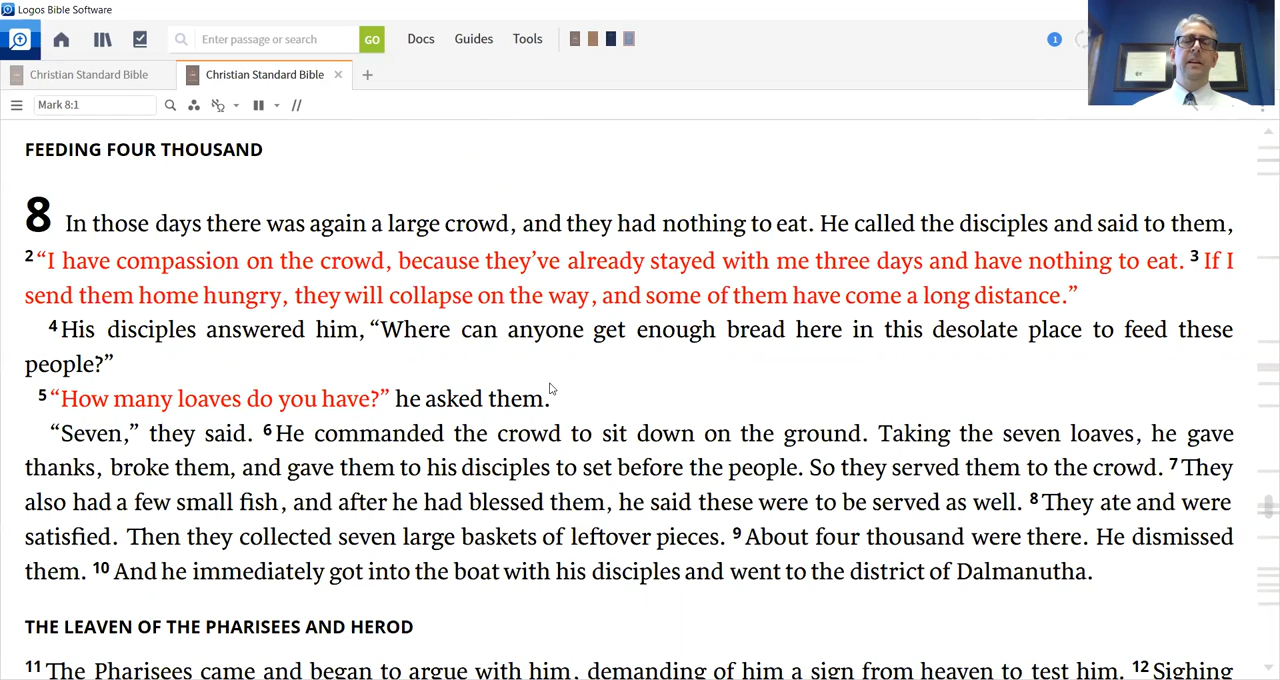 Logos Bible Software
Enter passage or search
GO
Docs
Guides
Tools
1
Christian Standard Bible
Christian Standard Bible
Mark 8:1
FEEDING FOUR THOUSAND
8 In those days there was again a large crowd, and they had nothing to eat. He called the disciples and said to them,
2 “I have compassion on the crowd, because they’ve already stayed with me three days and have nothing to eat. 3 If I
send them home hungry, they will collapse on the way, and some of them have come a long distance.”
4 His disciples answered him, “Where can anyone get enough bread here in this desolate place to feed these
people?”
5 “How many loaves do you have?” he asked them.
“Seven,” they said. 6 He commanded the crowd to sit down on the ground. Taking the seven loaves, he gave
thanks, broke them, and gave them to his disciples to set before the people. So they served them to the crowd. 7 They
also had a few small fish, and after he had blessed them, he said these were to be served as well. 8 They ate and were
satisfied. Then they collected seven large baskets of leftover pieces. 9 About four thousand were there. He dismissed
them. 10 And he immediately got into the boat with his disciples and went to the district of Dalmanutha.
THE LEAVEN OF THE PHARISEES AND HEROD
11 The Pharisees came and began to argue with him, demanding of him a sign from heaven to test him. 12 Sighing